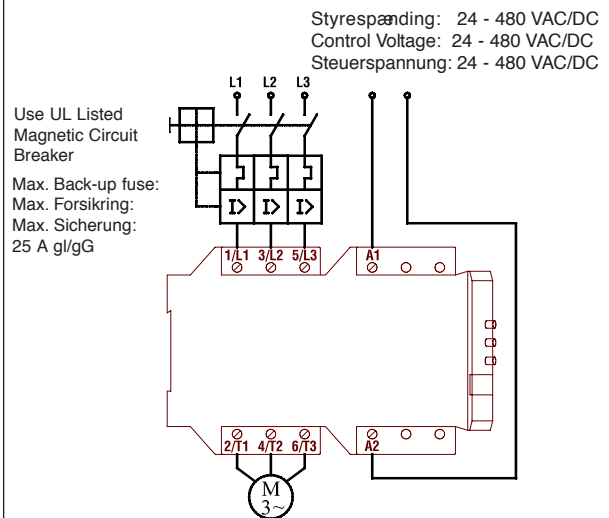 Styrespænding: 24 - 480 VAC/DC
Control Voltage: 24 - 480 VAC/DC
Steuerspannung: 24 - 480 VAC/DC
L1 L2 L3
Use UL Listed
Magnetic Circuit
Breaker
Max. Back-up fuse:
Max. Forsikring:
Max. Sicherung:
25 A gl/gG
I> I> I>
1/L1 3/L2 5/L3 A1
2/T1 4/T2 6/T3 A2
M
3~